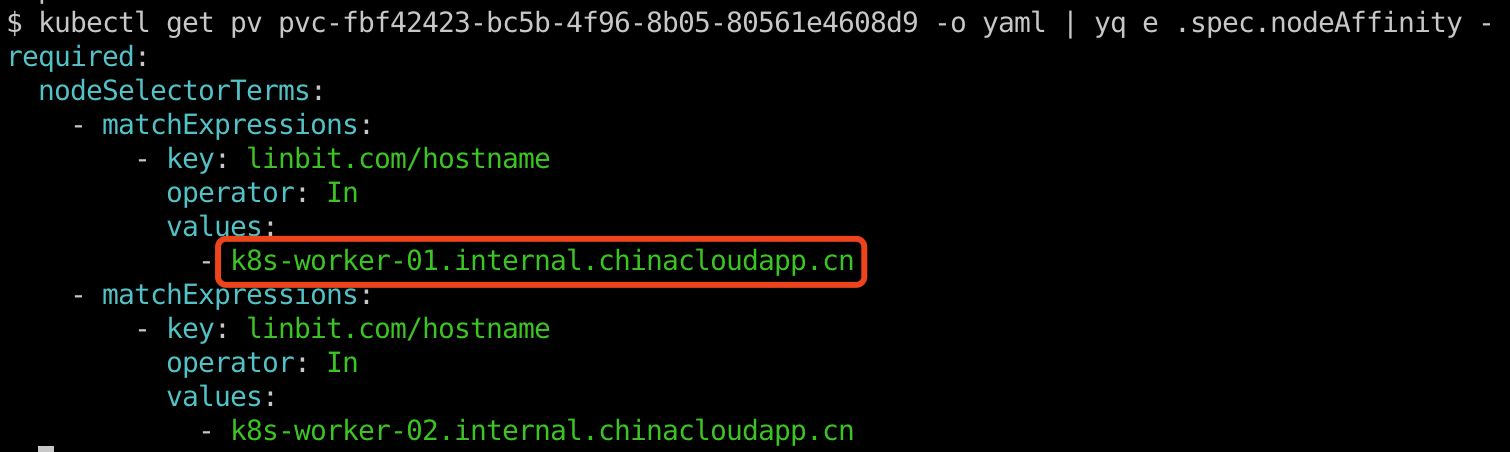 $ kubectl get pv pvc-fbf42423-bc5b-4f96-8b05-80561e4608d9 -o yaml | yq e .spec.nodeAffinity -
required:
  nodeSelectorTerms:
    - matchExpressions:
        - key: linbit.com/hostname
          operator: In
          values:
            - k8s-worker-01.internal.chinacloudapp.cn
    - matchExpressions:
        - key: linbit.com/hostname
          operator: In
          values:
            - k8s-worker-02.internal.chinacloudapp.cn